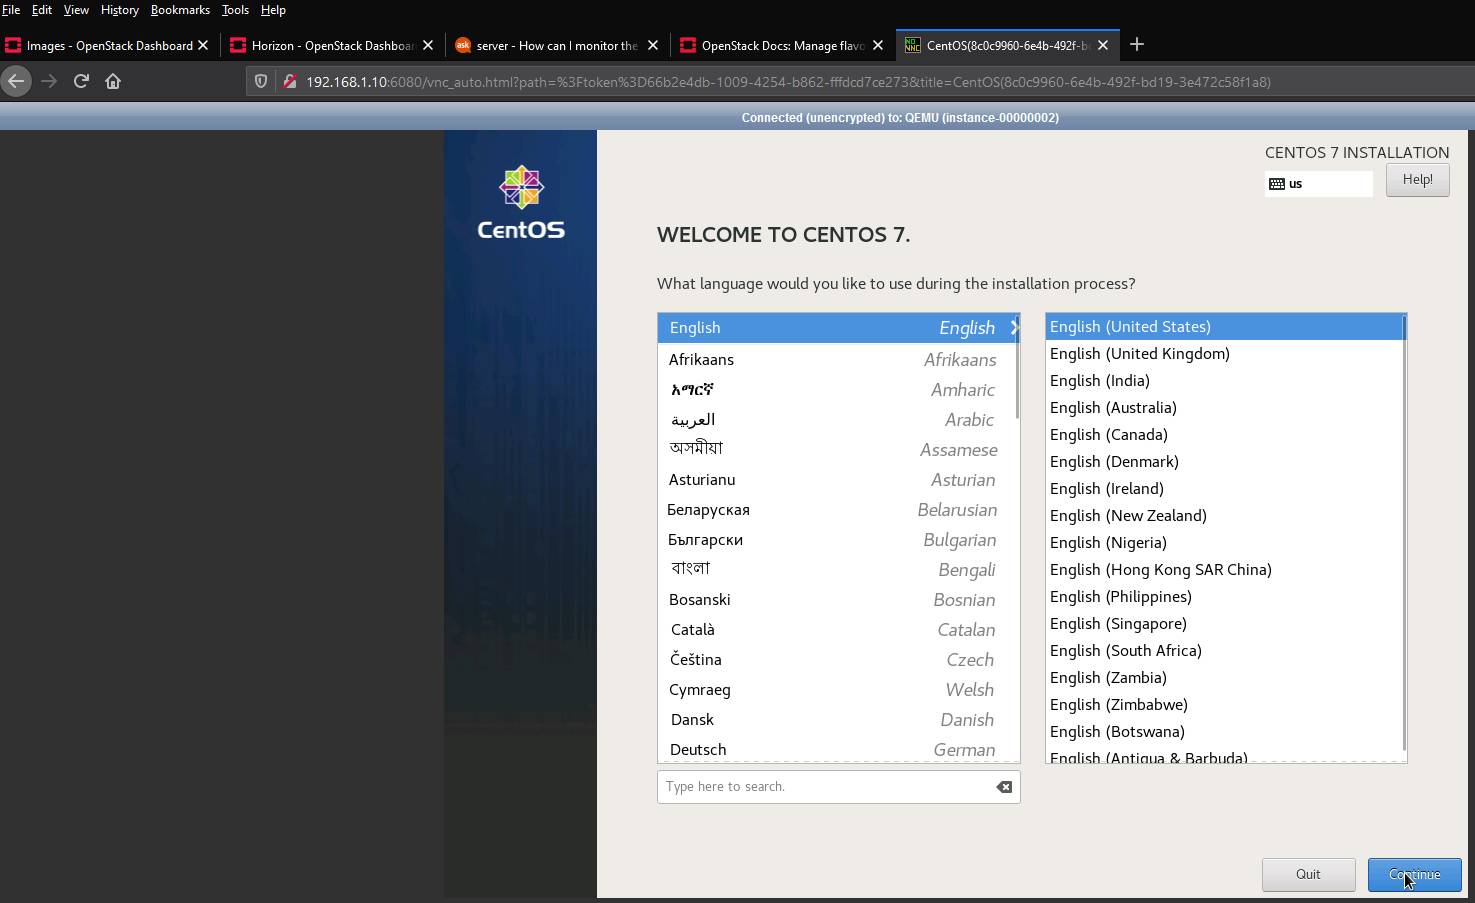 File Edit View History Bookmarks Tools Help
Images - OpenStack Dashboard
Horizon - OpenStack Dashboar
ask server - How can I monitor the
OpenStack Docs: Manage flavo
NO VNC CentOS(8c0c9960-6e4b-492f-b
192.168.1.10:6080/vnc_auto.html?path=%3Ftoken%3D66b2e4db-1009-4254-b862-fffdcd7ce273&title=CentOS(8c0c9960-6e4b-492f-bd19-3e472c58f1a8)
Connected (unencrypted) to: QEMU (instance-00000002)
CentOS
CENTOS 7 INSTALLATION
us
Help!
WELCOME TO CENTOS 7.
What language would you like to use during the installation process?
English English
Afrikaans Afrikaans
አማርኛ Amharic
العربية Arabic
অসমীয়া Assamese
Asturianu Asturian
Беларуская Belarusian
Български Bulgarian
বাংলা Bengali
Bosanski Bosnian
Català Catalan
Čeština Czech
Cymraeg Welsh
Dansk Danish
Deutsch German
Type here to search.
English (United States)
English (United Kingdom)
English (India)
English (Australia)
English (Canada)
English (Denmark)
English (Ireland)
English (New Zealand)
English (Nigeria)
English (Hong Kong SAR China)
English (Philippines)
English (Singapore)
English (South Africa)
English (Zambia)
English (Zimbabwe)
English (Botswana)
English (Antigua & Barbuda)
Quit
Continue